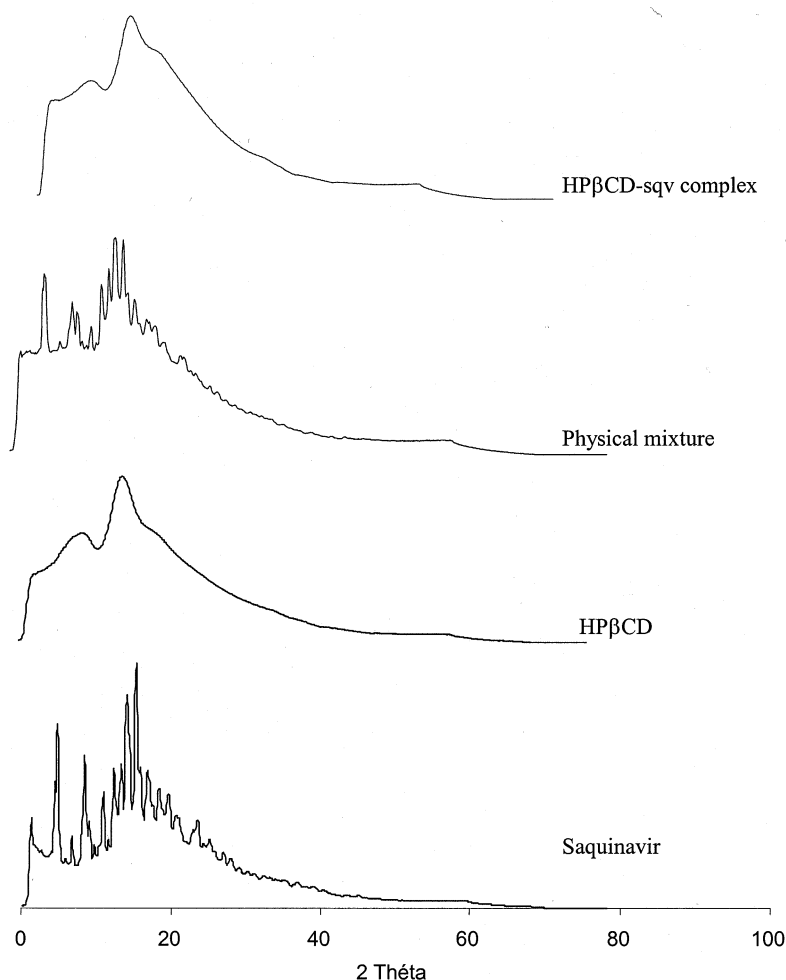 HPβCD-sqv complex
Physical mixture
HPβCD
Saquinavir
0 20 40 60 80 100
2 Théta